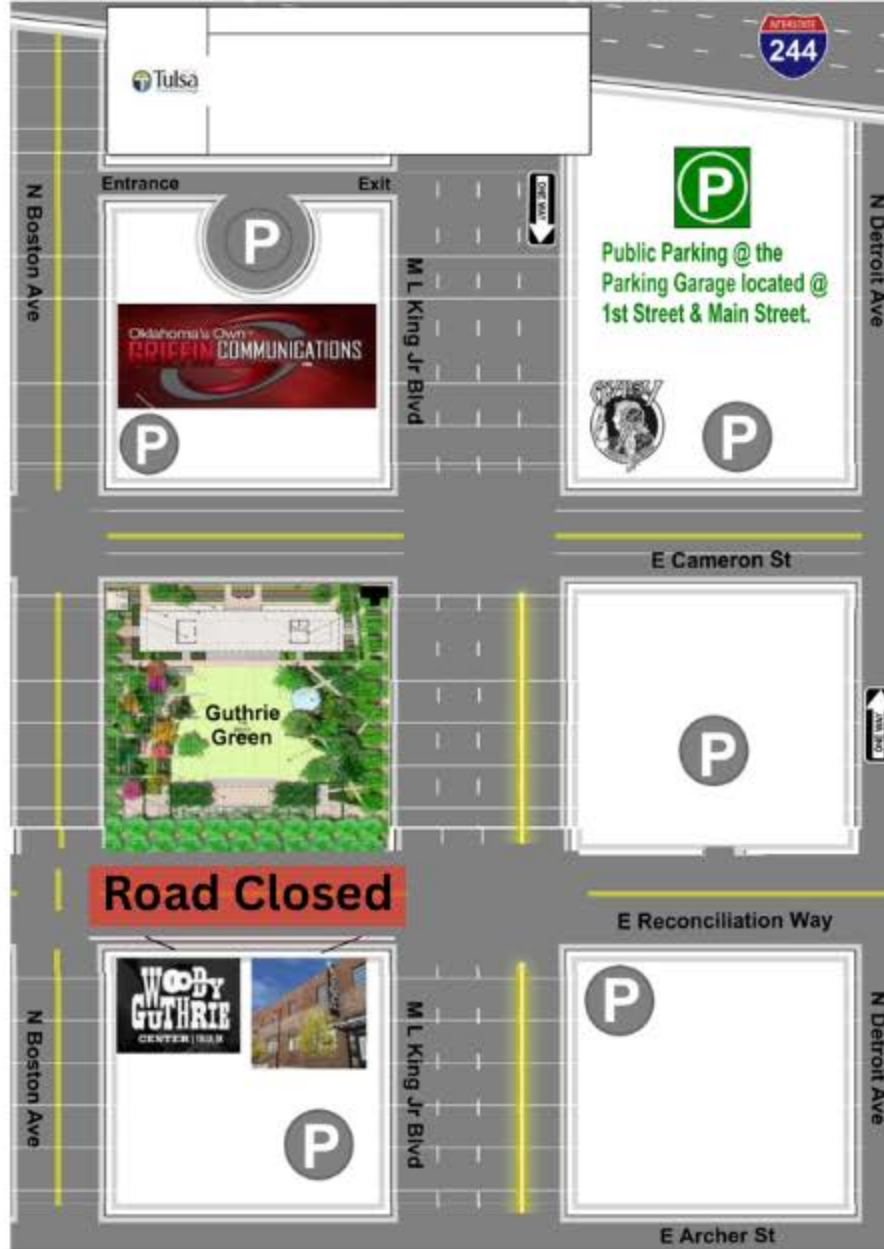 INTERSTATE
244
Tulsa
Entrance
Exit
ONE WAY
P
P
N Boston Ave
M L King Jr Blvd
N Detroit Ave
Public Parking @ the
Parking Garage located @
1st Street & Main Street.
Oklahoma's Own
GRIFFIN COMMUNICATIONS
P
P
E Cameron St
Guthrie
Green
P
ONE WAY
Road Closed
E Reconciliation Way
WOODY
GUTHRIE
CENTER
P
N Boston Ave
M L King Jr Blvd
N Detroit Ave
P
E Archer St